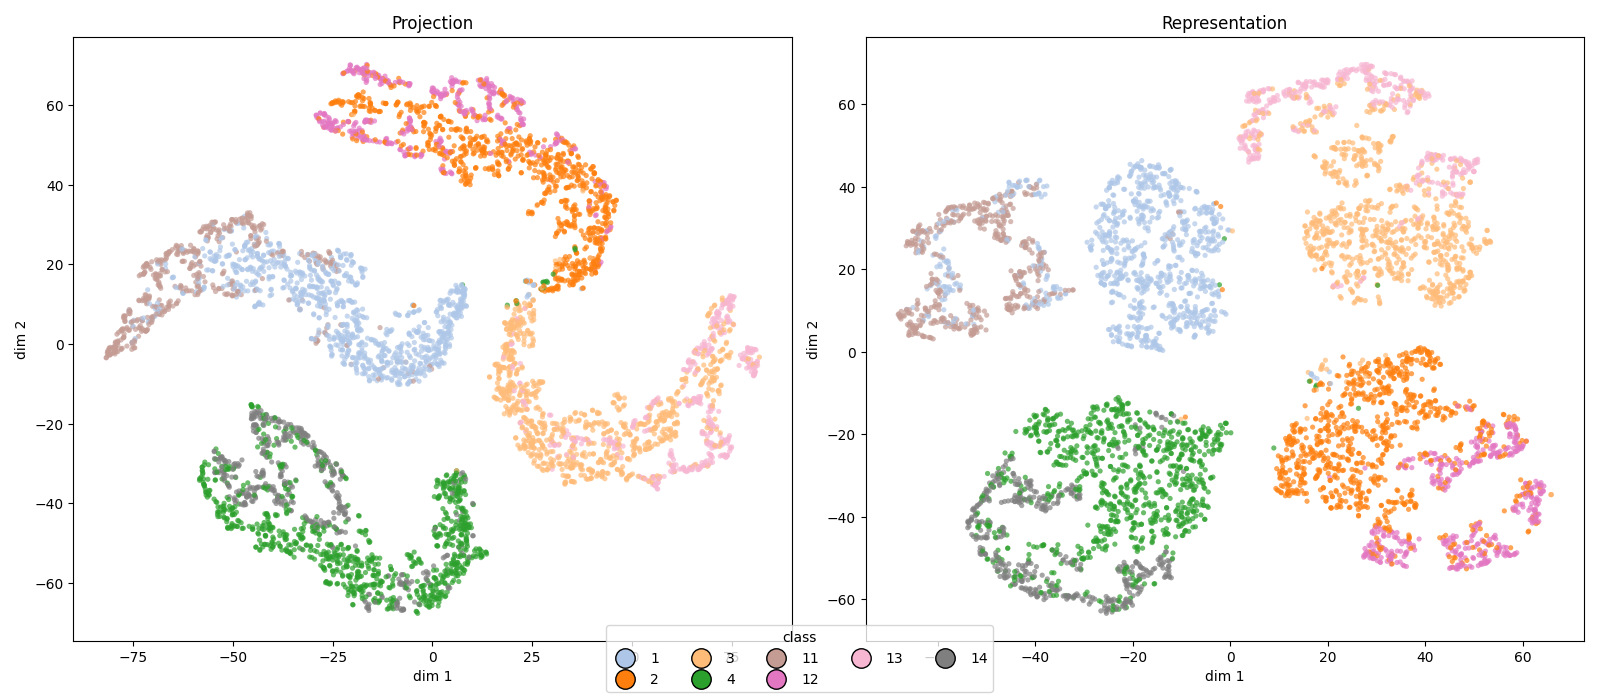 Projection Representation
60 60
40 40
20 20
0 0
−20 −20
−40 −40
−60 −60
dim 2 dim 2
−75 −50 −25 0 25 −40 −20 0 20 40 60
dim 1 dim 1
class
1 3 11 13 14
2 4 12